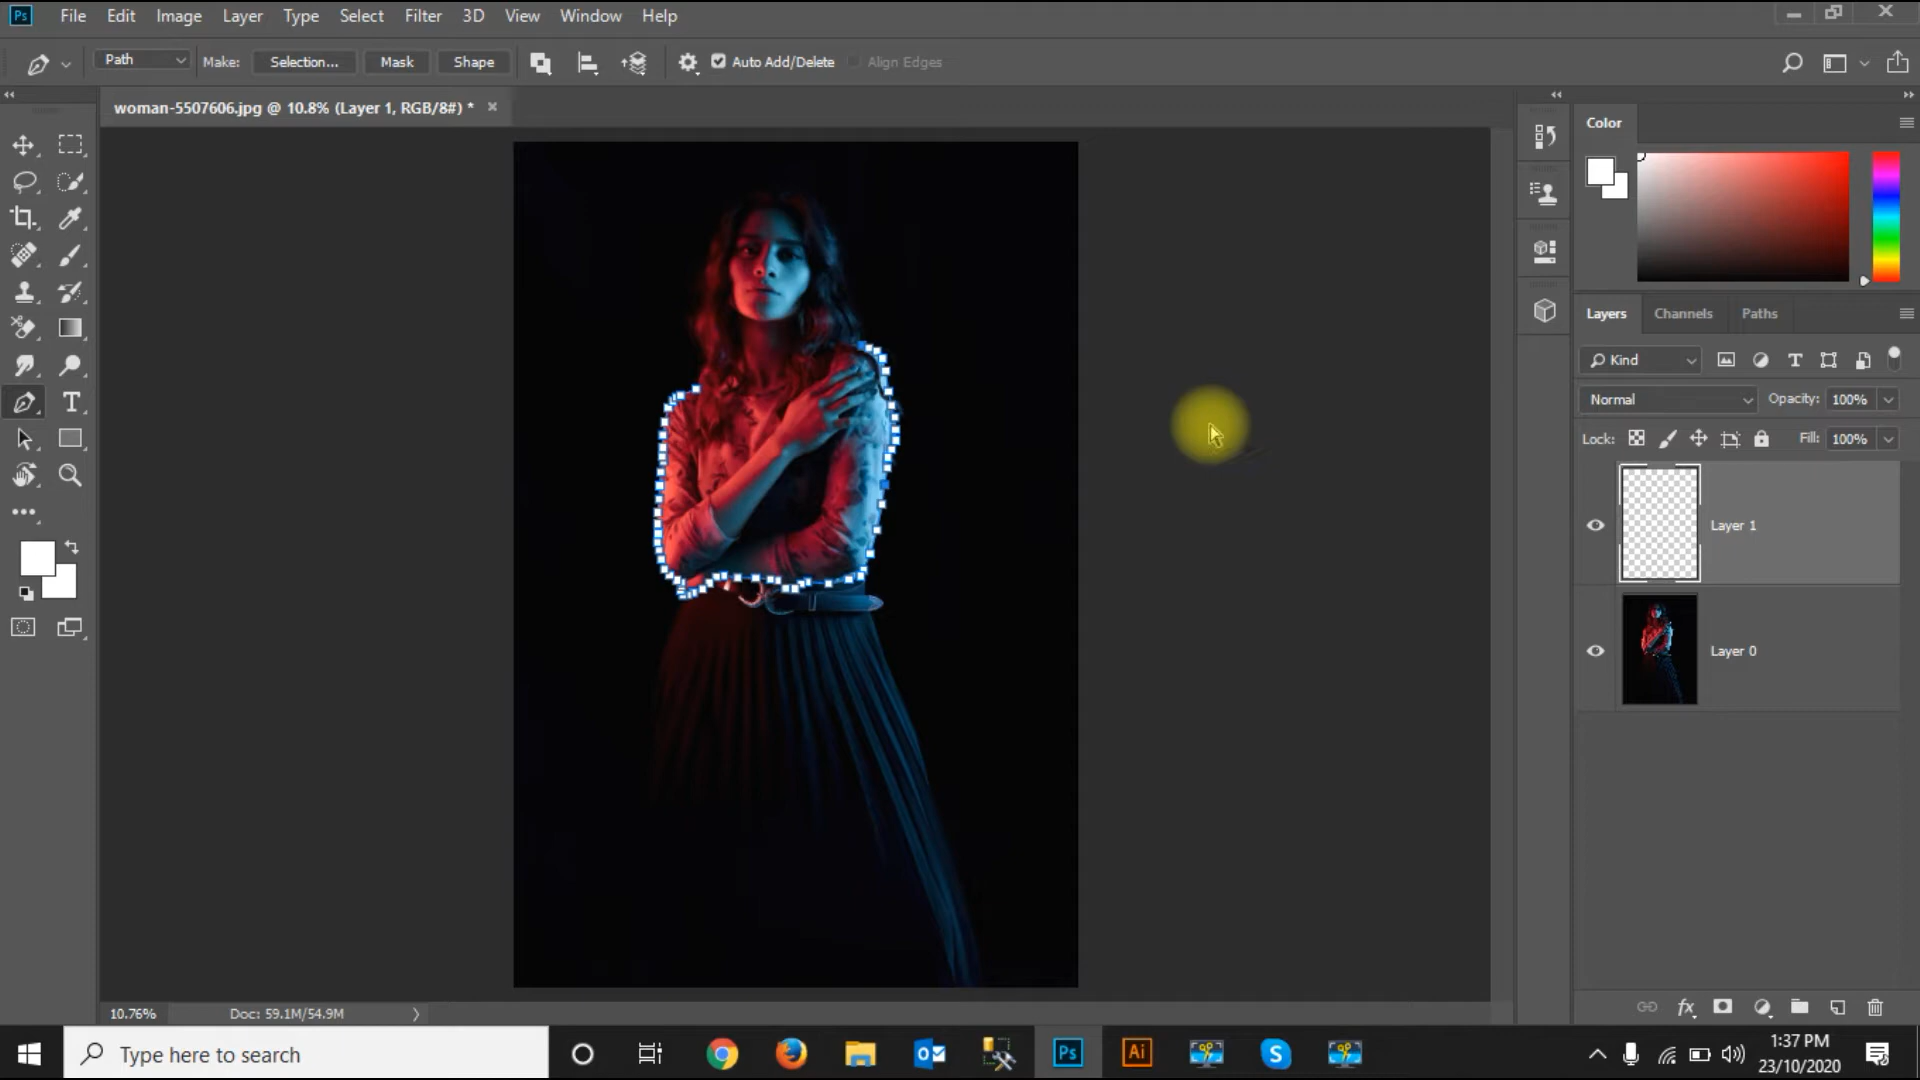 Ps File Edit Image Layer Type Select Filter 3D View Window Help
Path Make: Selection... Mask Shape Auto Add/Delete Align Edges
woman-5507606.jpg @ 10.8% (Layer 1, RGB/8#) *
Color
Layers Channels Paths
Kind
Normal Opacity: 100%
Lock: Fill: 100%
Layer 1
Layer 0
fx
10.76% Doc: 59.1M/54.9M
Type here to search
Ps
Ai
1:37 PM
23/10/2020